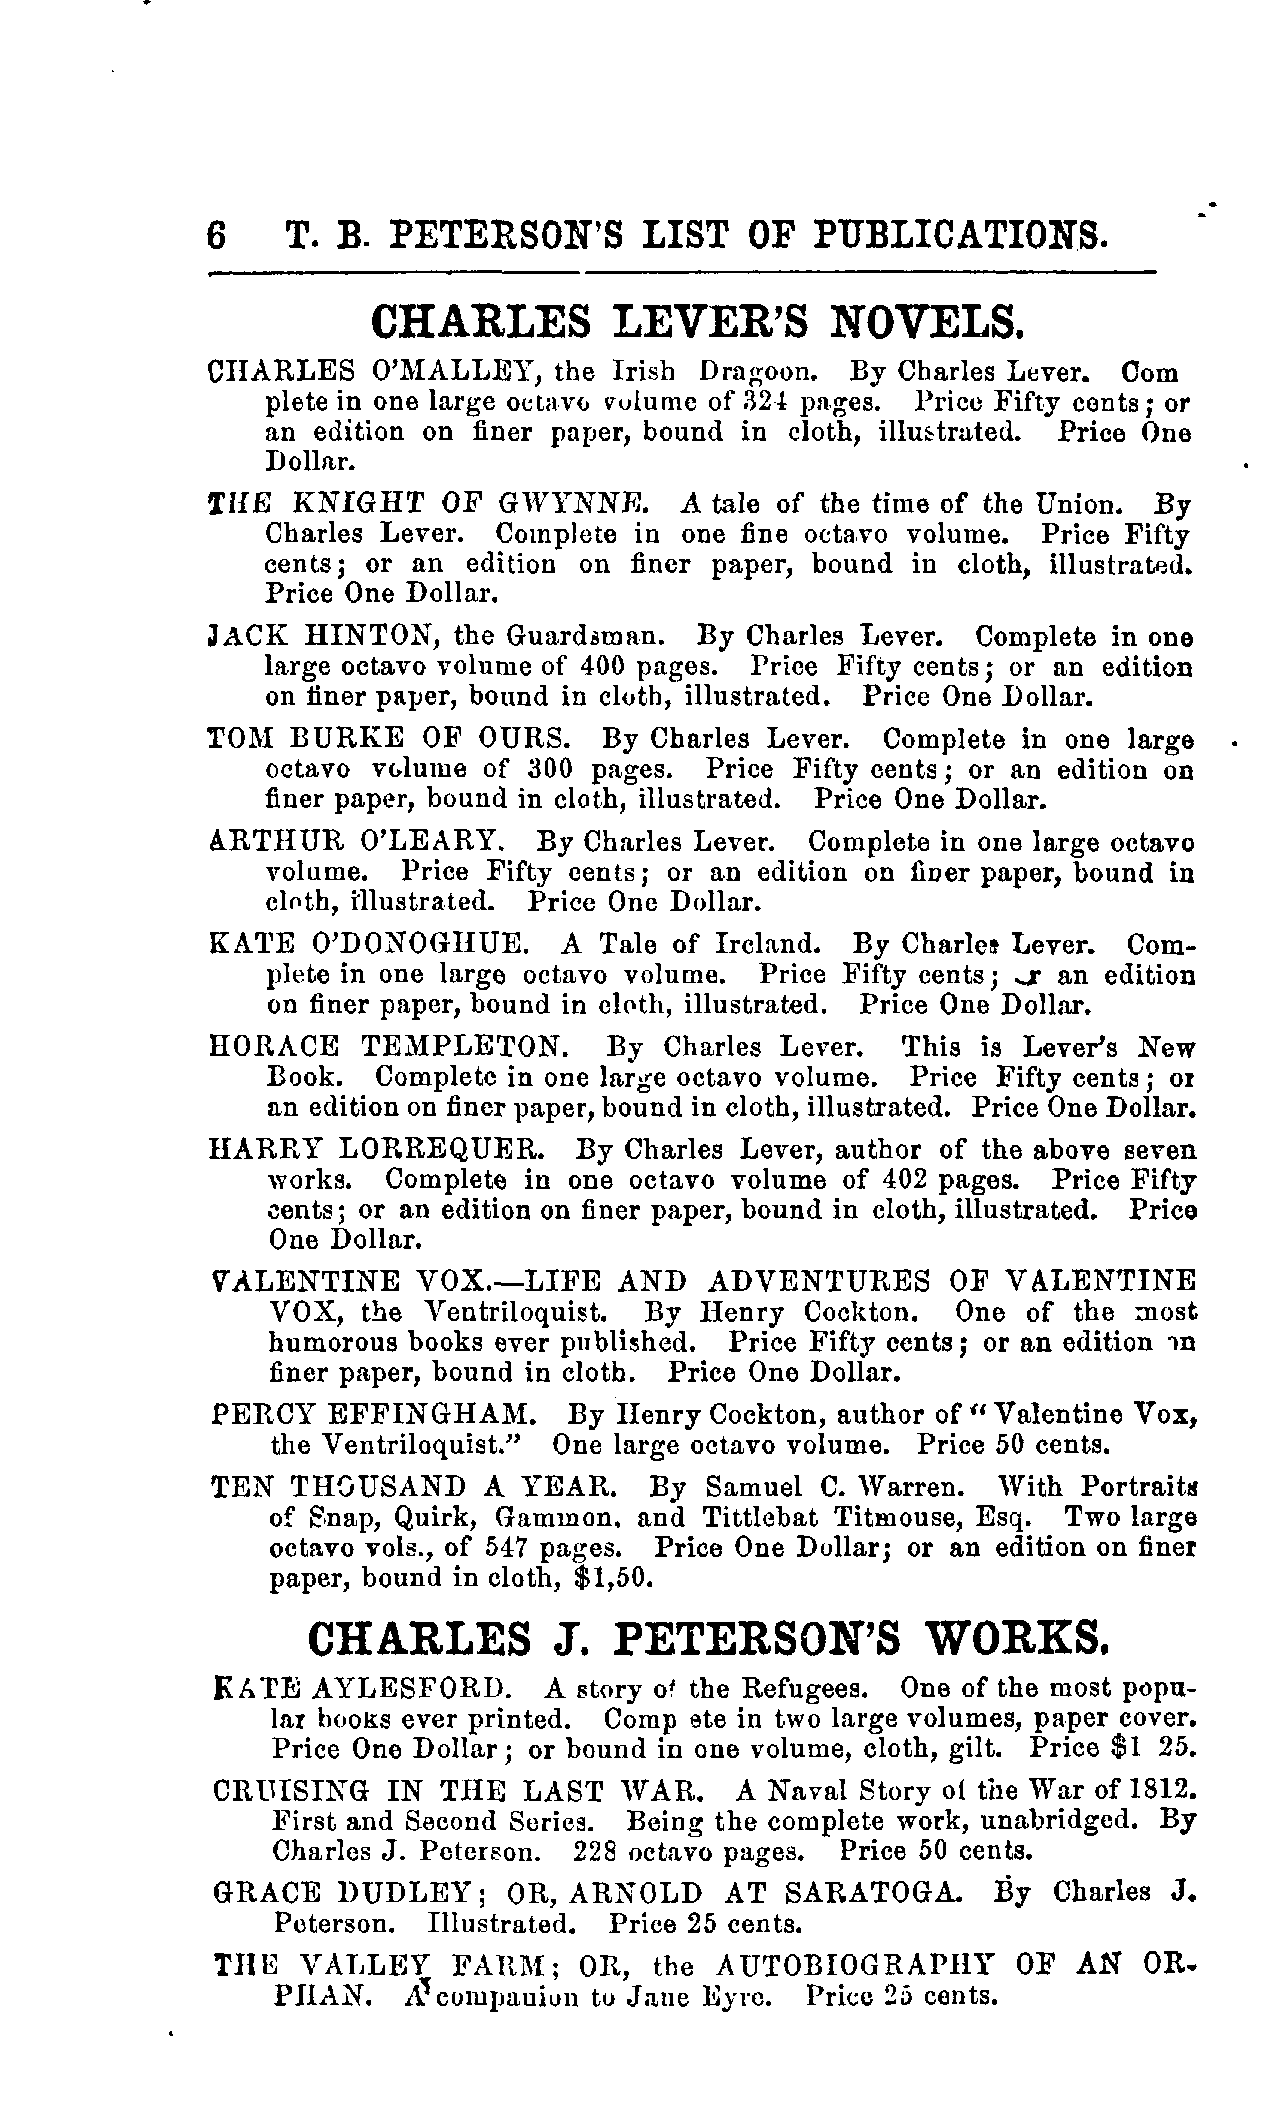 6 T. B. PETERSON'S LIST OF PUBLICATIONS.
CHARLES LEVER'S NOVELS.
CHARLES O'MALLEY, the Irish Dragoon. By Charles Lever. Com
plete in one large octavo volume of 324 pages. Price Fifty cents; or
an edition on finer paper, bound in cloth, illustrated. Price One
Dollar.
THE KNIGHT OF GWYNNE. A tale of the time of the Union. By
Charles Lever. Complete in one fine octavo volume. Price Fifty
cents; or an edition on finer paper, bound in cloth, illustrated.
Price One Dollar.
JACK HINTON, the Guardsman. By Charles Lever. Complete in one
large octavo volume of 400 pages. Price Fifty cents; or an edition
on finer paper, bound in cloth, illustrated. Price One Dollar.
TOM BURKE OF OURS. By Charles Lever. Complete in one large
octavo volume of 300 pages. Price Fifty cents; or an edition on
finer paper, bound in cloth, illustrated. Price One Dollar.
ARTHUR O'LEARY. By Charles Lever. Complete in one large octavo
volume. Price Fifty cents; or an edition on finer paper, bound in
cloth, illustrated. Price One Dollar.
KATE O'DONOGHUE. A Tale of Ireland. By Charles Lever. Com-
plete in one large octavo volume. Price Fifty cents; or an edition
on finer paper, bound in cloth, illustrated. Price One Dollar.
HORACE TEMPLETON. By Charles Lever. This is Lever's New
Book. Complete in one large octavo volume. Price Fifty cents; or
an edition on finer paper, bound in cloth, illustrated. Price One Dollar.
HARRY LORREQUER. By Charles Lever, author of the above seven
works. Complete in one octavo volume of 402 pages. Price Fifty
cents; or an edition on finer paper, bound in cloth, illustrated. Price
One Dollar.
VALENTINE VOX.—LIFE AND ADVENTURES OF VALENTINE
VOX, the Ventriloquist. By Henry Cockton. One of the most
humorous books ever published. Price Fifty cents; or an edition on
finer paper, bound in cloth. Price One Dollar.
PERCY EFFINGHAM. By Henry Cockton, author of "Valentine Vox,
the Ventriloquist." One large octavo volume. Price 50 cents.
TEN THOUSAND A YEAR. By Samuel C. Warren. With Portraits
of Snap, Quirk, Gammon, and Tittlebat Titmouse, Esq. Two large
octavo vols., of 547 pages. Price One Dollar; or an edition on finer
paper, bound in cloth, $1,50.
CHARLES J. PETERSON'S WORKS.
KATE AYLESFORD. A story of the Refugees. One of the most popu-
lar books ever printed. Comp ete in two large volumes, paper cover.
Price One Dollar; or bound in one volume, cloth, gilt. Price $1 25.
CRUISING IN THE LAST WAR. A Naval Story of the War of 1812.
First and Second Series. Being the complete work, unabridged. By
Charles J. Peterson. 228 octavo pages. Price 50 cents.
GRACE DUDLEY; OR, ARNOLD AT SARATOGA. By Charles J.
Peterson. Illustrated. Price 25 cents.
THE VALLEY FARM; OR, the AUTOBIOGRAPHY OF AN OR-
PHAN. A companion to Jane Eyre. Price 25 cents.